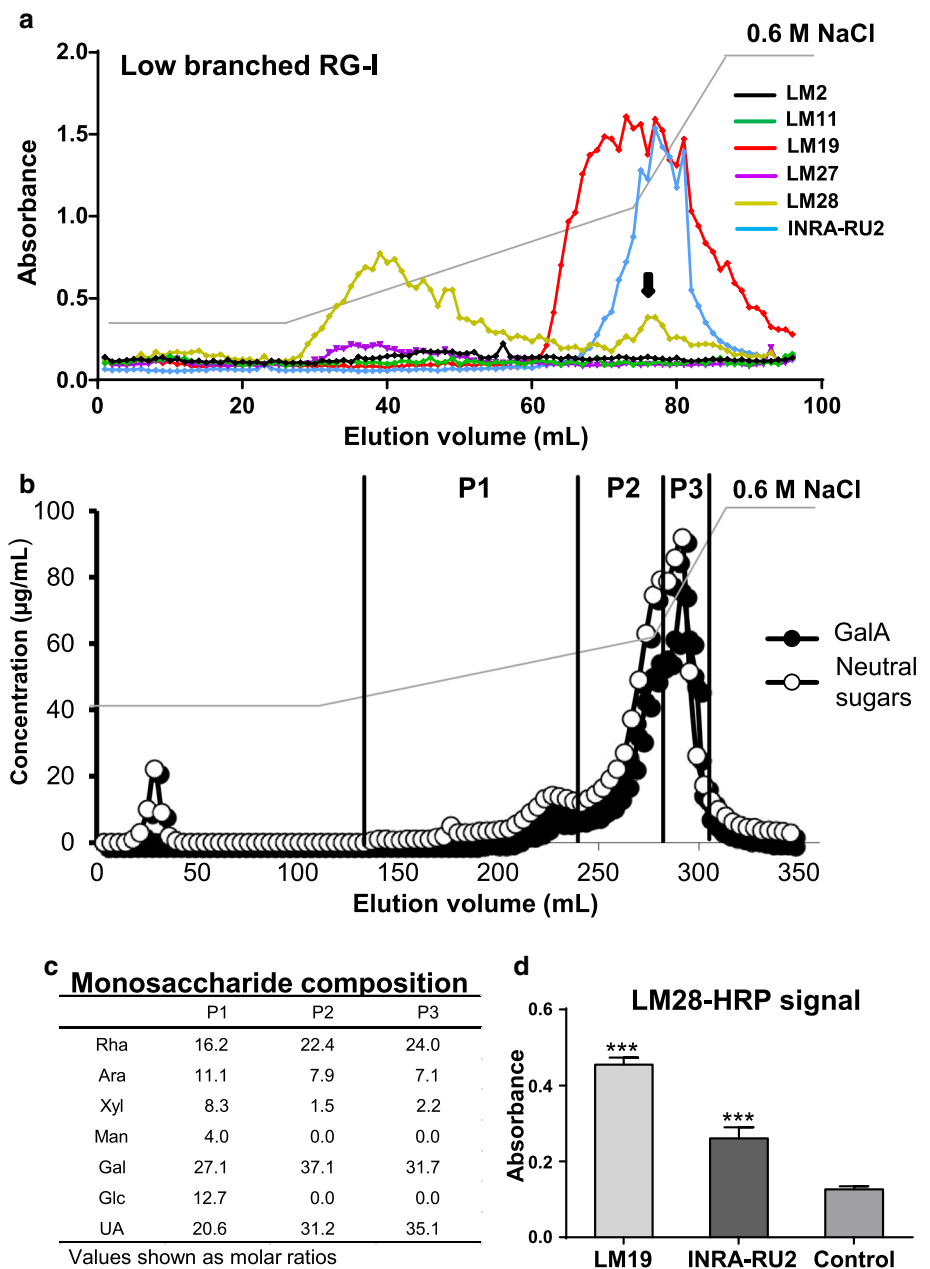 a
0.6 M NaCl
Low branched RG-I
2.0
1.5
1.0
0.5
0.0
Absorbance
LM2
LM11
LM19
LM27
LM28
INRA-RU2
0 20 40 60 80 100
Elution volume (mL)
b
P1 P2 P3
0.6 M NaCl
100
80
60
40
20
0
Concentration (µg/mL)
GalA
Neutral
sugars
0 50 100 150 200 250 300 350
Elution volume (mL)
c
Monosaccharide composition
P1 P2 P3
Rha 16.2 22.4 24.0
Ara 11.1 7.9 7.1
Xyl 8.3 1.5 2.2
Man 4.0 0.0 0.0
Gal 27.1 37.1 31.7
Glc 12.7 0.0 0.0
UA 20.6 31.2 35.1
Values shown as molar ratios
d
LM28-HRP signal
0.6
0.4
0.2
0.0
Absorbance
***
***
LM19 INRA-RU2 Control